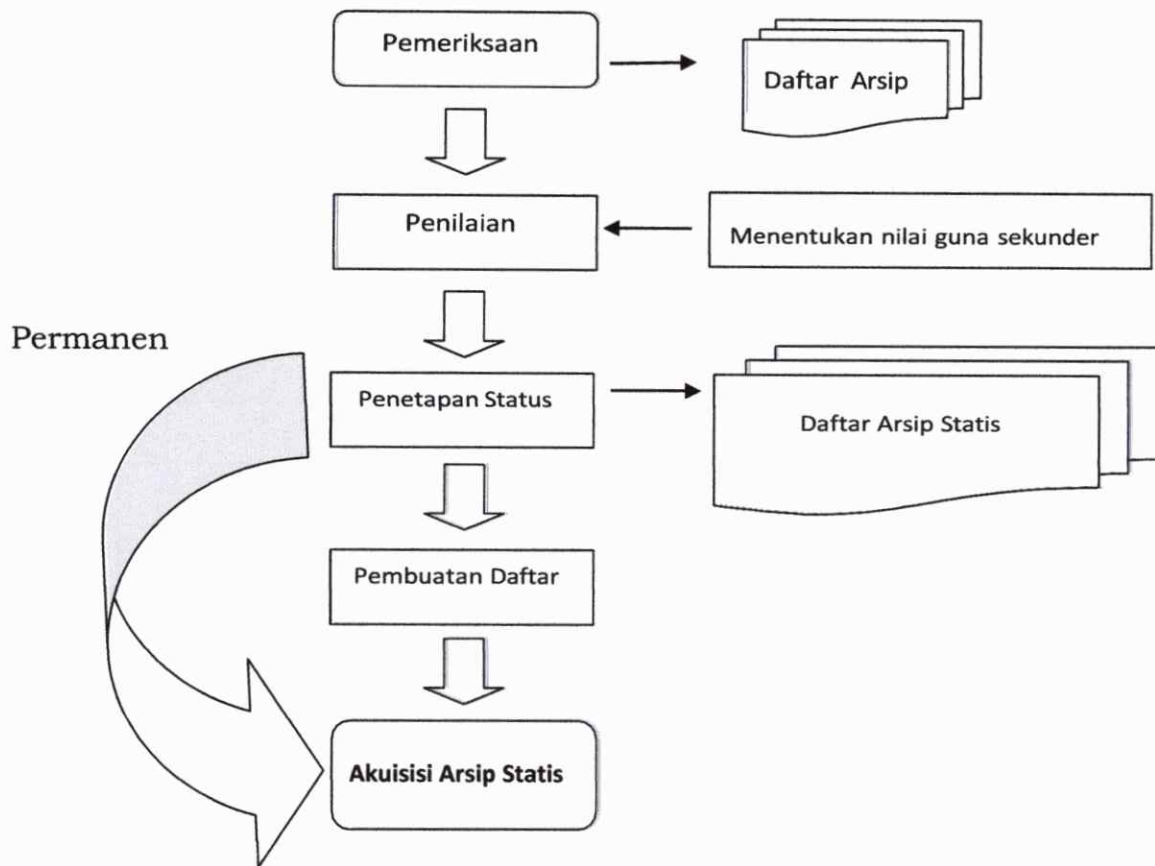 Pemeriksaan
Daftar Arsip
Penilaian
Menentukan nilai guna sekunder
Permanen
Penetapan Status
Daftar Arsip Statis
Pembuatan Daftar
Akuisisi Arsip Statis